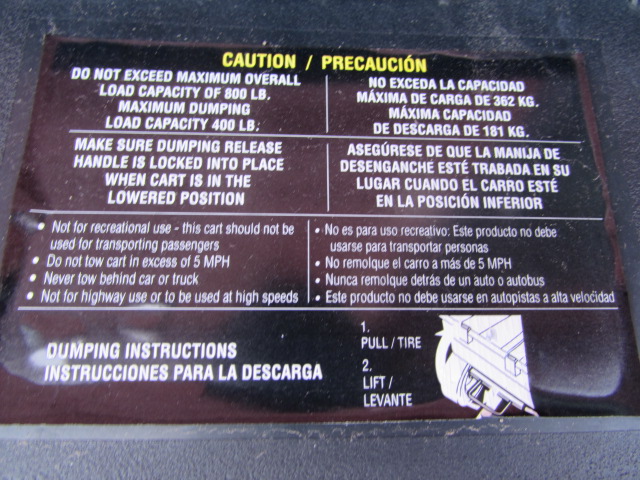 CAUTION / PRECAUCIÓN
DO NOT EXCEED MAXIMUM OVERALL
LOAD CAPACITY OF 800 LB.
MAXIMUM DUMPING
LOAD CAPACITY 400 LB.
NO EXCEDA LA CAPACIDAD
MÁXIMA DE CARGA DE 362 KG.
MÁXIMA CAPACIDAD
DE DESCARGA DE 181 KG.
MAKE SURE DUMPING RELEASE
HANDLE IS LOCKED INTO PLACE
WHEN CART IS IN THE
LOWERED POSITION
ASEGÚRESE DE QUE LA MANIJA DE
DESENGANCHÉ ESTÉ TRABADA EN SU
LUGAR CUANDO EL CARRO ESTÉ
EN LA POSICIÓN INFERIOR
• Not for recreational use - this cart should not be
used for transporting passengers
• Do not tow cart in excess of 5 MPH
• Never tow behind car or truck
• Not for highway use or to be used at high speeds
• No es para uso recreativo: Este producto no debe
usarse para transportar personas
• No remolque el carro a más de 5 MPH
• Nunca remolque detrás de un auto o autobus
• Este producto no debe usarse en autopistas a alta velocidad
DUMPING INSTRUCTIONS
INSTRUCCIONES PARA LA DESCARGA
1.
PULL / TIRE
2.
LIFT /
LEVANTE